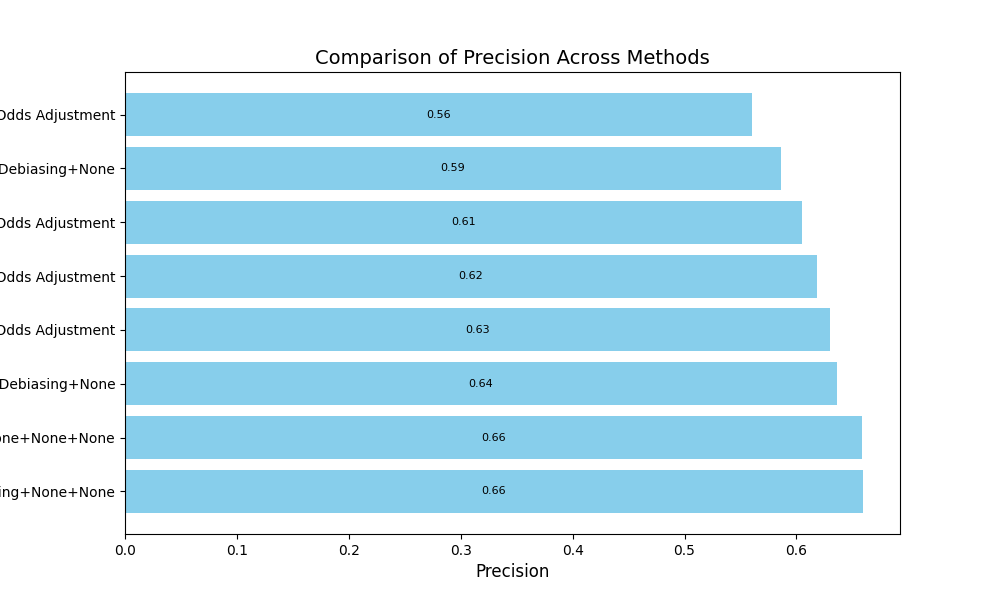 Comparison of Precision Across Methods
Odds Adjustment 0.56
Debiasing+None 0.59
Odds Adjustment 0.61
Odds Adjustment 0.62
Odds Adjustment 0.63
Debiasing+None 0.64
one+None+None 0.66
ing+None+None 0.66
0.0 0.1 0.2 0.3 0.4 0.5 0.6
Precision